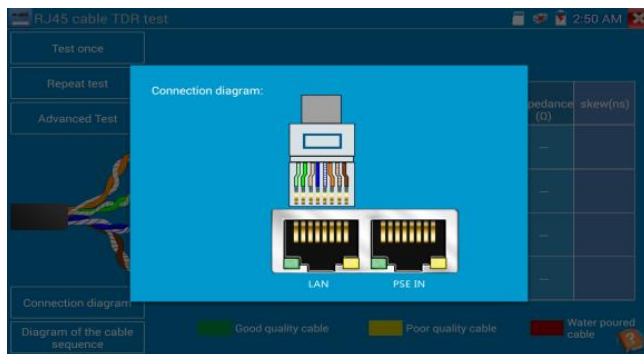 RJ45 cable TDR test
2:50 AM
Test once
Repeat test
Advanced Test
Connection diagram:
skew(ns)
(Ω)
LAN
PSE IN
Connection diagram
Diagram of the cable
sequence
Good quality cable
Poor quality cable
Water poured
cable